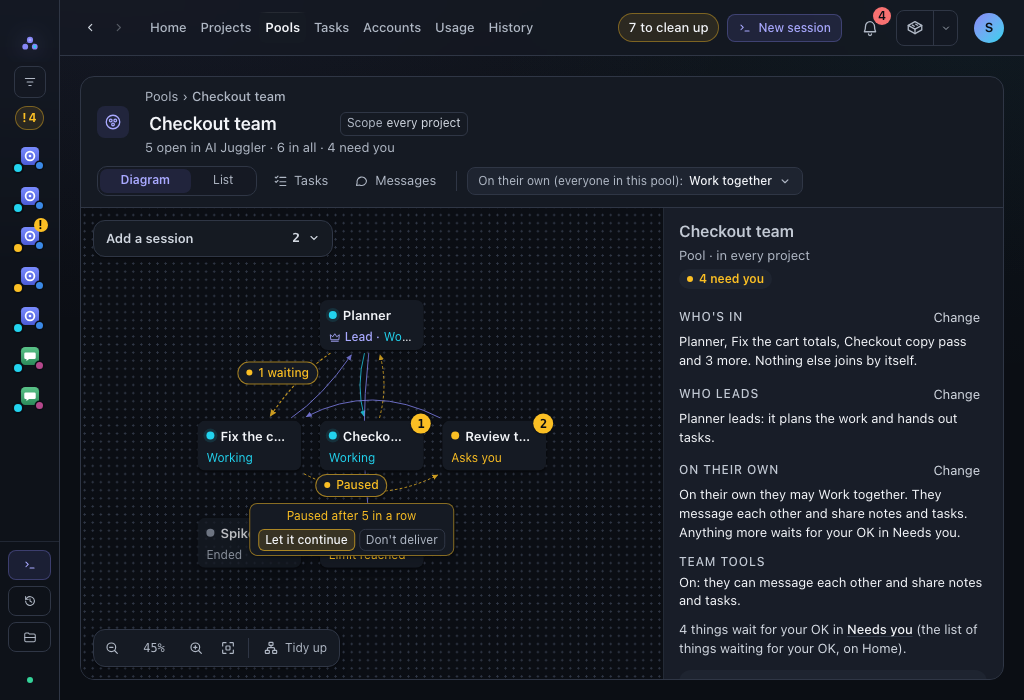 Home Projects Pools Tasks Accounts Usage History
7 to clean up
New session
4
S
! 4
!
Pools › Checkout team
Checkout team
Scope every project
5 open in AI Juggler · 6 in all · 4 need you
Diagram List Tasks Messages
On their own (everyone in this pool): Work together
Add a session 2
Planner
Lead · Wo...
1 waiting
Fix the c...
Working
Checko...
Working
1
Review t...
Asks you
2
Paused
Paused after 5 in a row
Let it continue Don't deliver
Ended
Limit reached
45% Tidy up
Checkout team
Pool · in every project
4 need you
WHO'S IN Change
Planner, Fix the cart totals, Checkout copy pass
and 3 more. Nothing else joins by itself.
WHO LEADS Change
Planner leads: it plans the work and hands out
tasks.
ON THEIR OWN Change
On their own they may Work together. They
message each other and share notes and tasks.
Anything more waits for your OK in Needs you.
TEAM TOOLS
On: they can message each other and share notes
and tasks.
4 things wait for your OK in Needs you (the list of
things waiting for your OK, on Home).